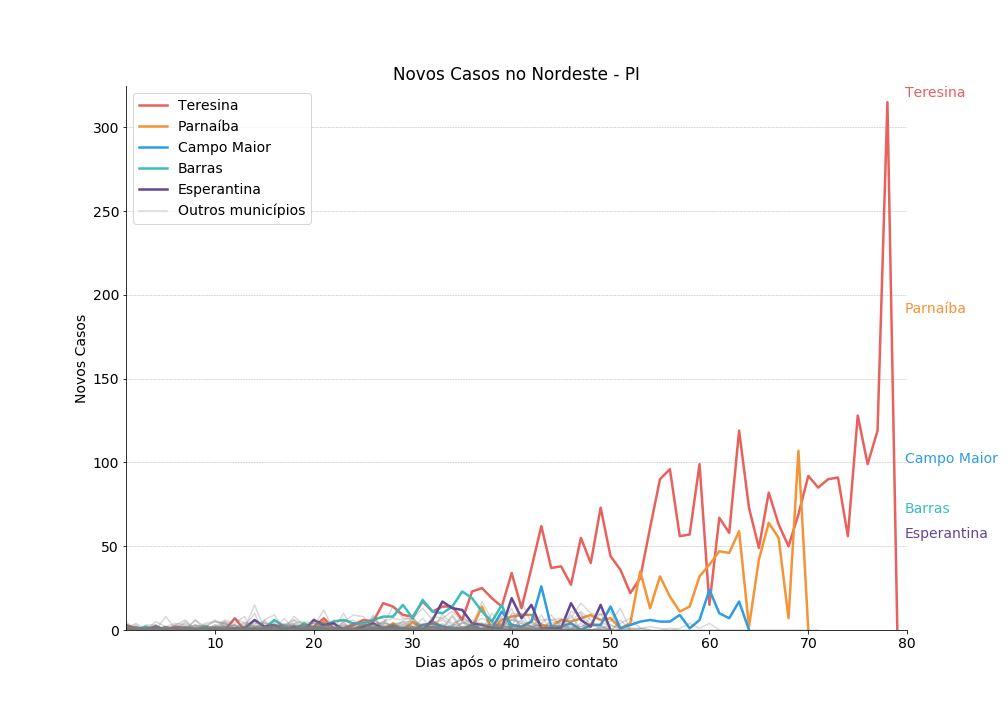 Novos Casos no Nordeste - PI
Teresina
Parnaíba
Campo Maior
Barras
Esperantina
Outros municípios
Teresina
Parnaíba
Campo Maior
Barras
Esperantina
300
250
200
150
100
50
0
Novos Casos
10 20 30 40 50 60 70 80
Dias após o primeiro contato